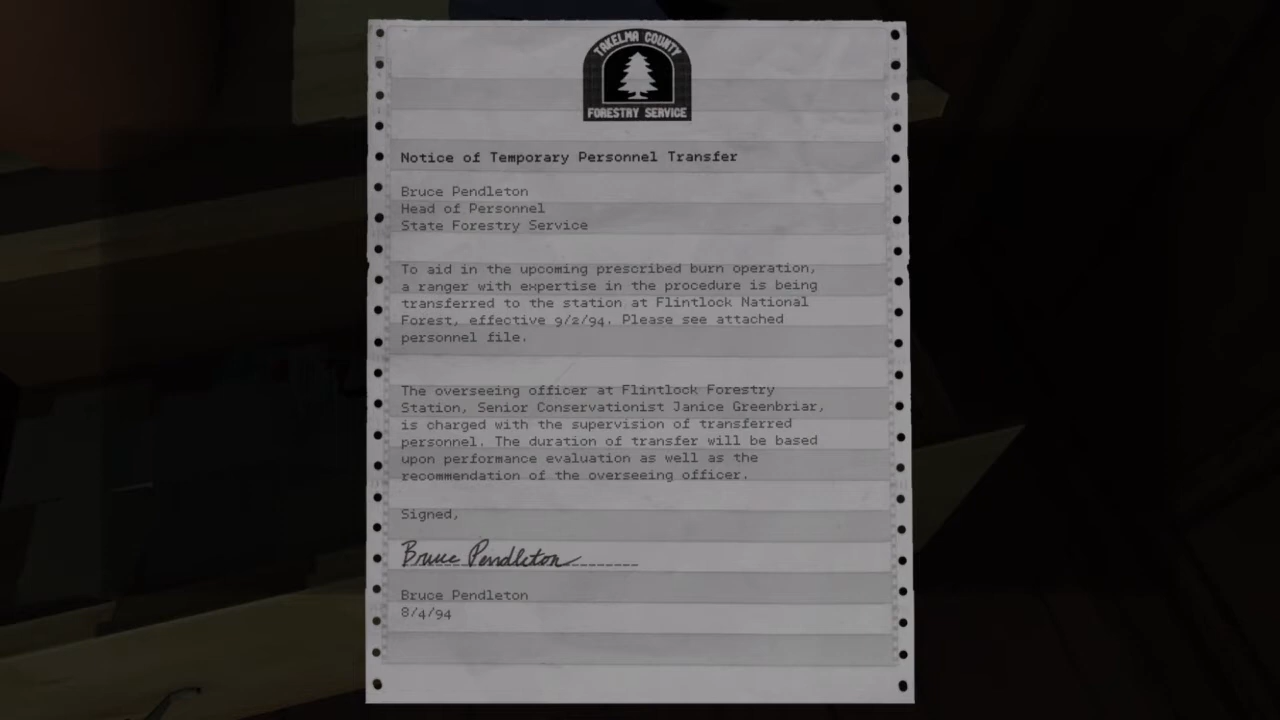 TAKELMA COUNTY
FORESTRY SERVICE
Notice of Temporary Personnel Transfer
Bruce Pendleton
Head of Personnel
State Forestry Service
To aid in the upcoming prescribed burn operation,
a ranger with expertise in the procedure is being
transferred to the station at Flintlock National
Forest, effective 9/2/94. Please see attached
personnel file.
The overseeing officer at Flintlock Forestry
Station, Senior Conservationist Janice Greenbriar,
is charged with the supervision of transferred
personnel. The duration of transfer will be based
upon performance evaluation as well as the
recommendation of the overseeing officer.
Signed,
Bruce Pendleton
Bruce Pendleton
8/4/94